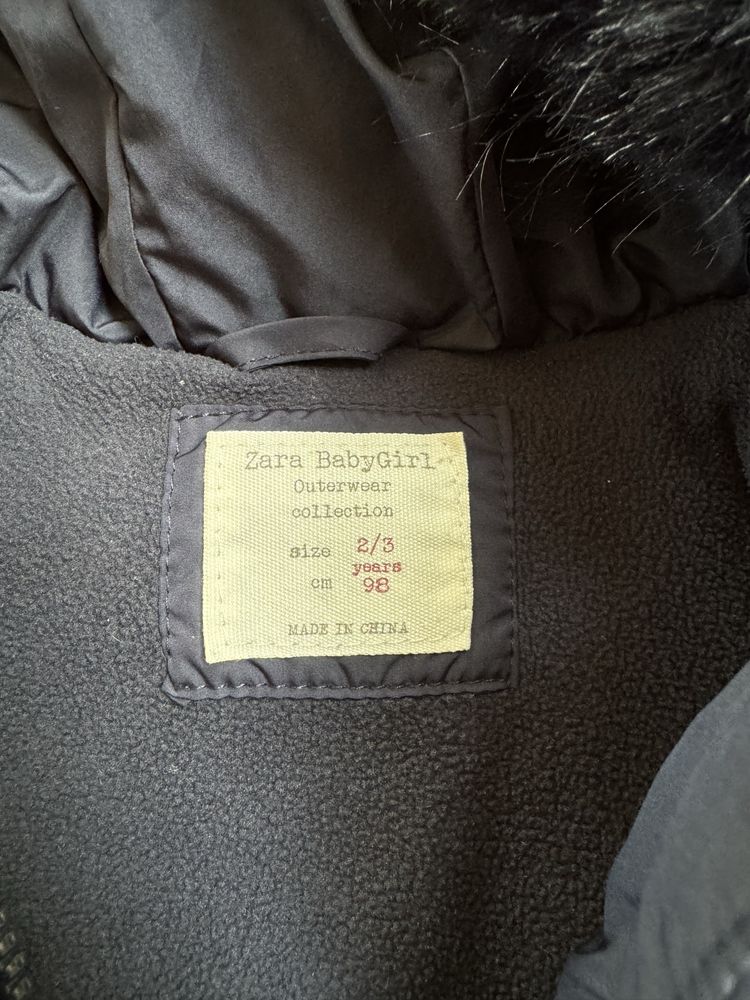 Zara BabyGirl
Outerwear
collection
size 2/3
years
cm 98
MADE IN CHINA